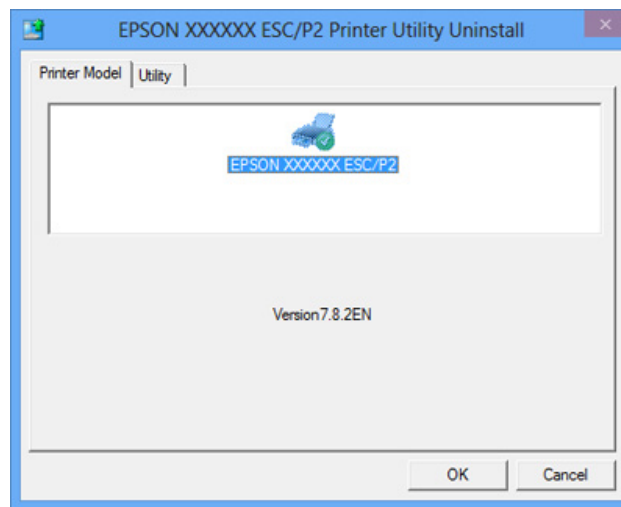 EPSON XXXXXX ESC/P2 Printer Utility Uninstall
Printer Model
Utility
EPSON XXXXXX ESC/P2
Version7.8.2EN
OK
Cancel